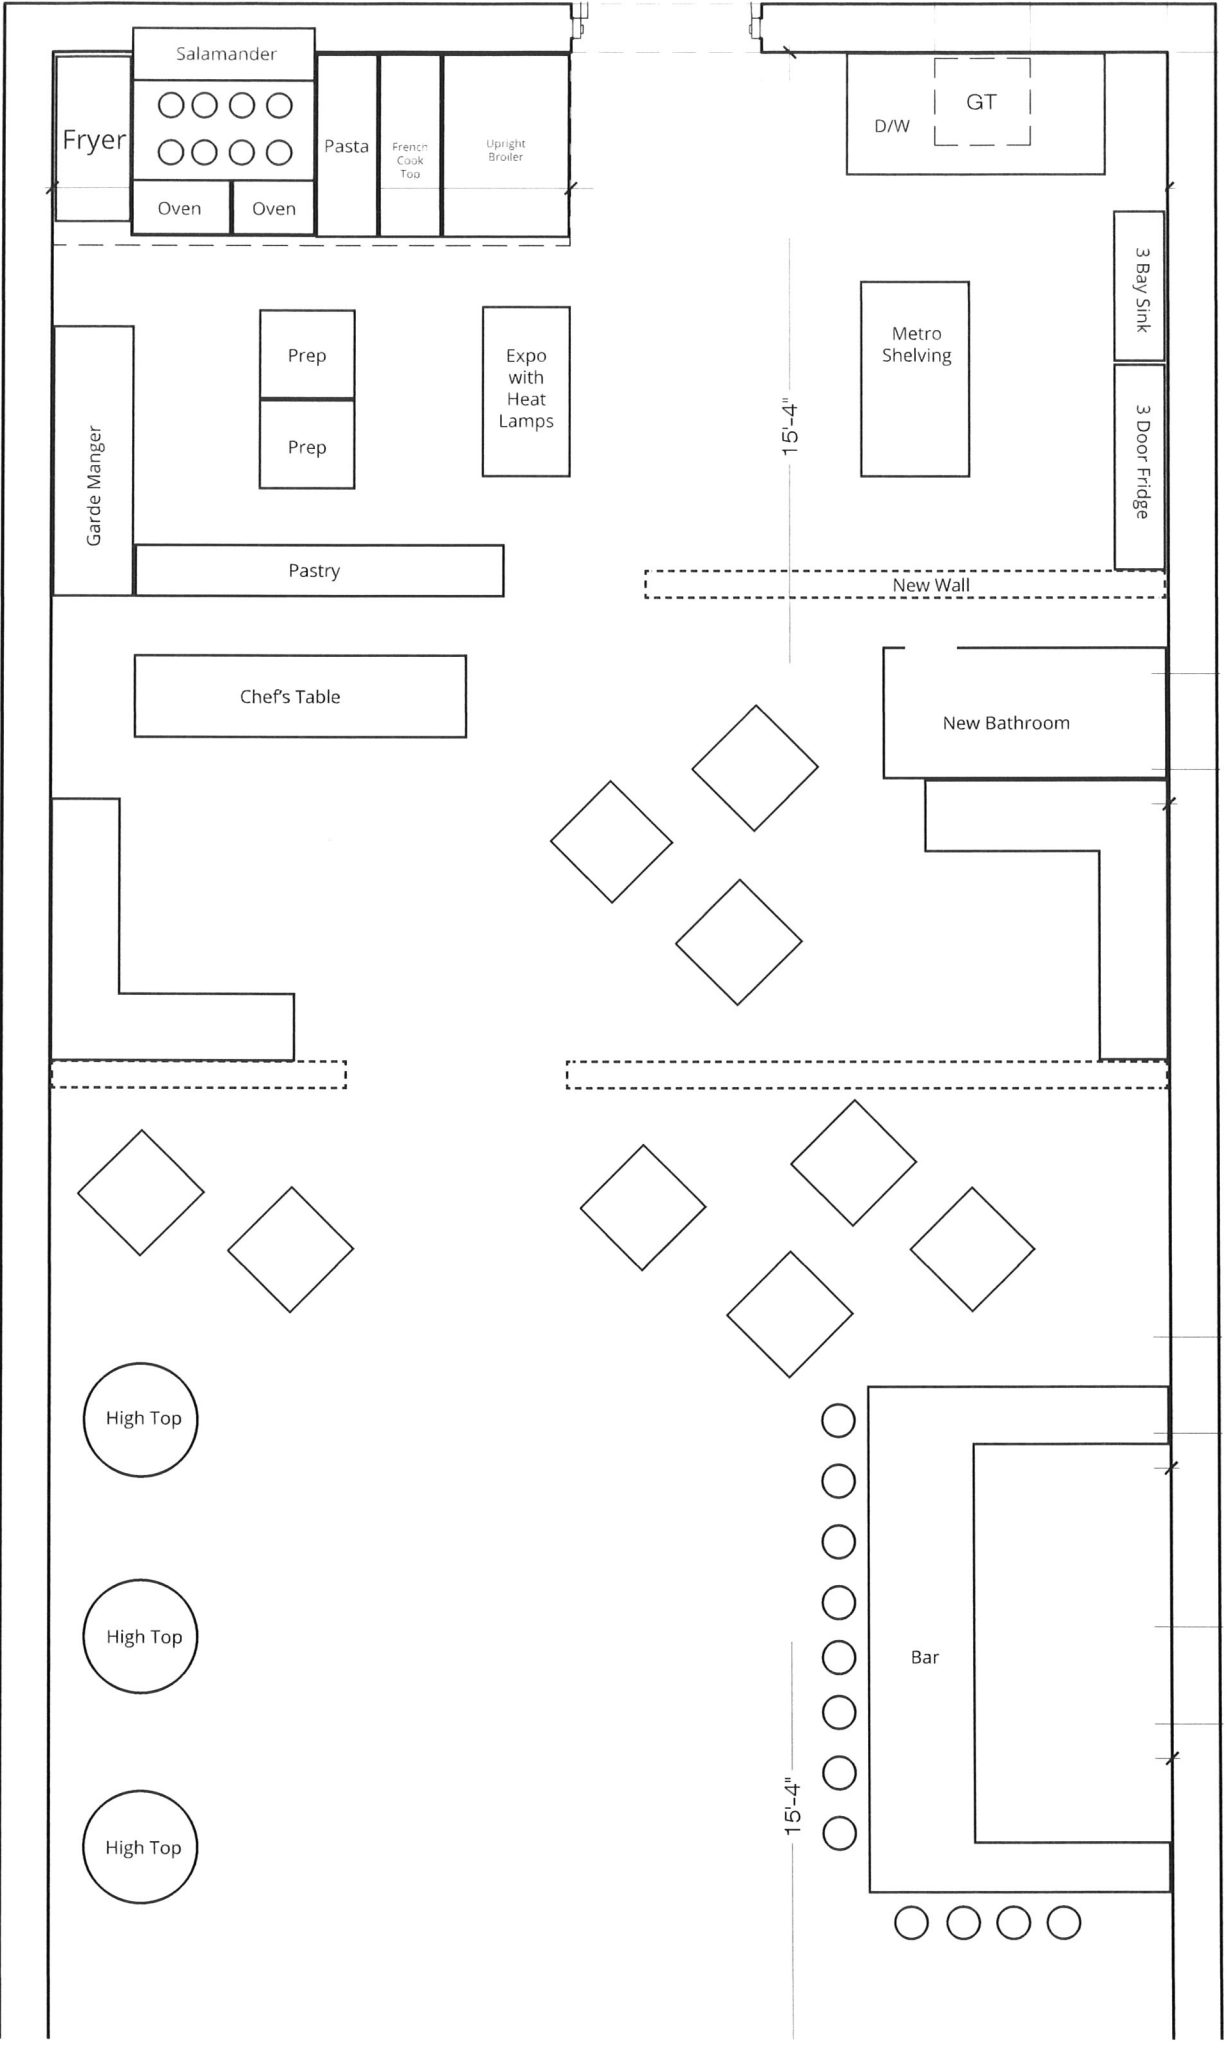 Salamander
Fryer
Oven
Oven
Pasta
French
Cook
Top
Upright
Broiler
D/W
GT
3 Bay Sink
3 Door Fridge
Metro
Shelving
15'-4"
Prep
Prep
Expo
with
Heat
Lamps
Garde Manger
Pastry
New Wall
Chef's Table
New Bathroom
High Top
High Top
High Top
Bar
15'-4"